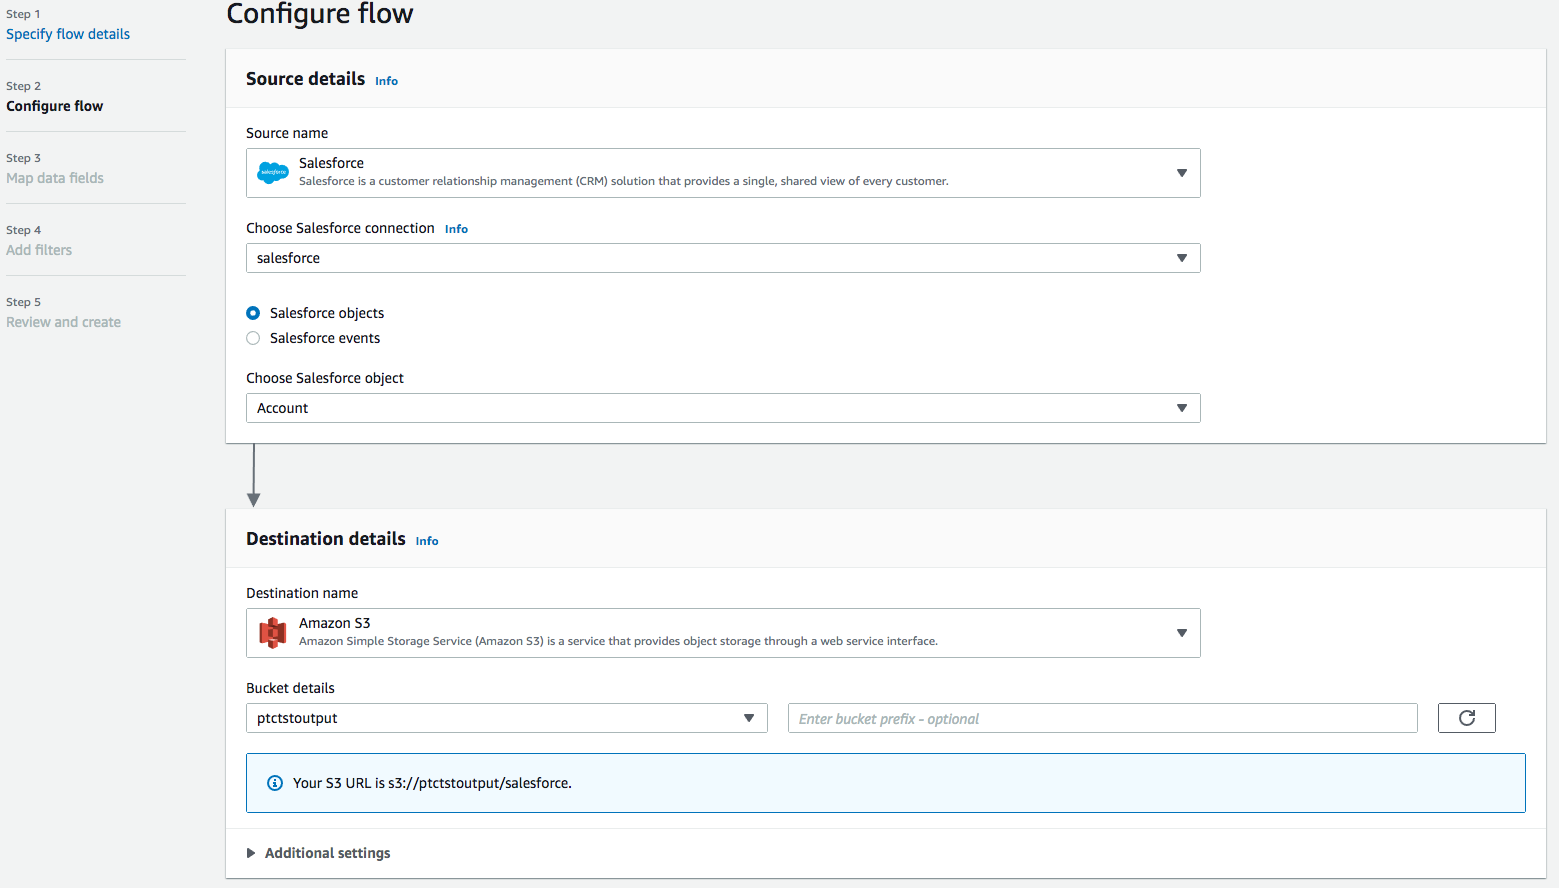 Step 1
Specify flow details
Step 2
Configure flow
Step 3
Map data fields
Step 4
Add filters
Step 5
Review and create
Configure flow
Source details Info
Source name
salesforce
Salesforce
Salesforce is a customer relationship management (CRM) solution that provides a single, shared view of every customer.
Choose Salesforce connection Info
salesforce
Salesforce objects
Salesforce events
Choose Salesforce object
Account
Destination details Info
Destination name
Amazon S3
Amazon Simple Storage Service (Amazon S3) is a service that provides object storage through a web service interface.
Bucket details
ptctstoutput
Enter bucket prefix - optional
Your S3 URL is s3://ptctstoutput/salesforce.
Additional settings